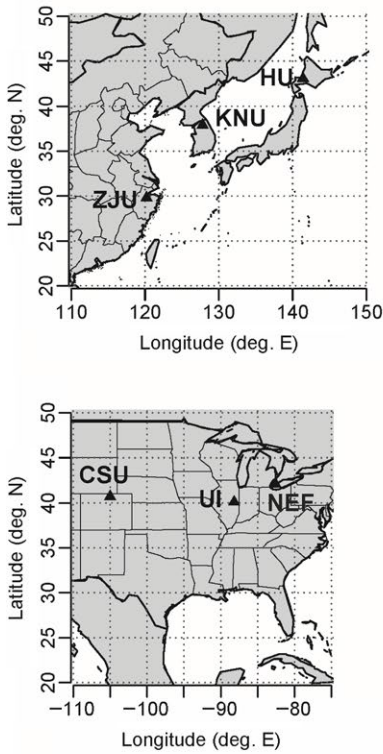 50
45
40
35
30
25
20
Latitude (deg. N)
HU
KNU
ZJU
110 120 130 140 150
Longitude (deg. E)
50
45
40
35
30
25
20
Latitude (deg. N)
CSU
UI
NEF
−110 −100 −90 −80
Longitude (deg. E)